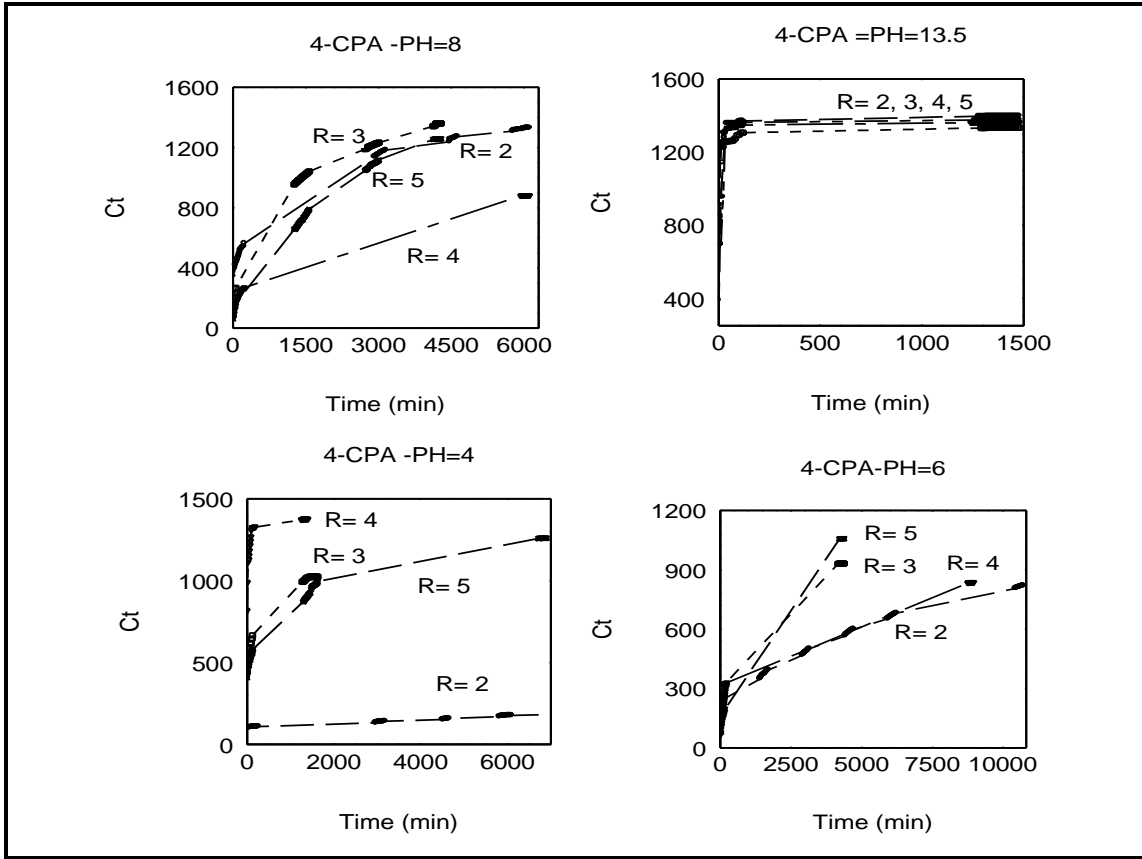 4-CPA -PH=8
1600
1200
800
400
0
Ct
R= 3
R= 2
R= 5
R= 4
0 1500 3000 4500 6000
Time (min)
4-CPA =PH=13.5
1600
1200
800
400
Ct
R= 2, 3, 4, 5
0 500 1000 1500
Time (min)
4-CPA -PH=4
1500
1000
500
0
Ct
R= 4
R= 3
R= 5
R= 2
0 2000 4000 6000
Time (min)
4-CPA-PH=6
1200
900
600
300
0
Ct
R= 5
R= 3
R= 4
R= 2
0 2500 5000 7500 10000
Time (min)